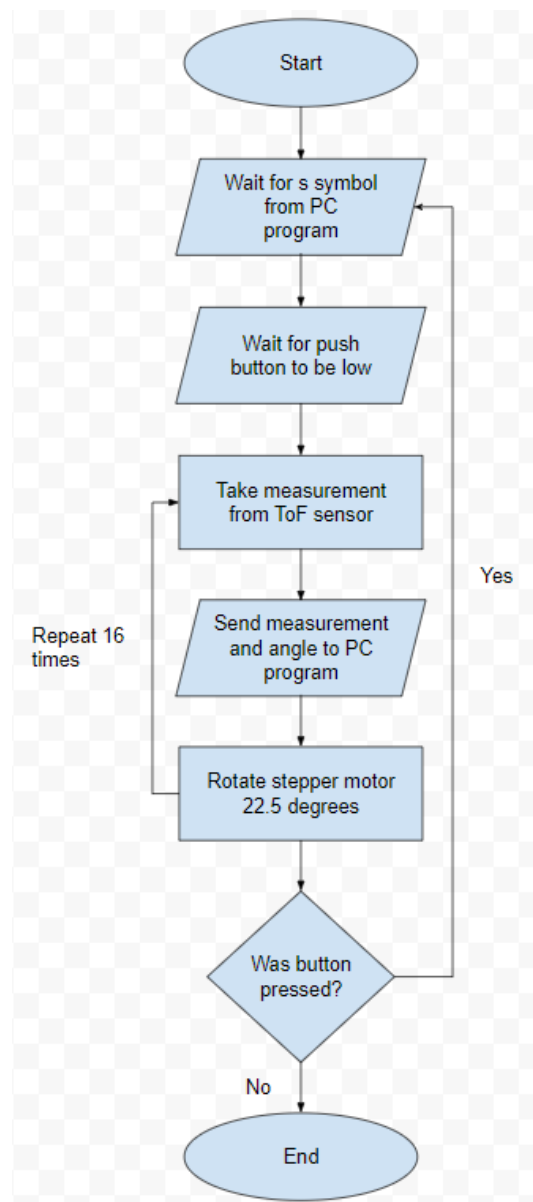 Start
Wait for s symbol
from PC
program
Wait for push
button to be low
Take measurement
from ToF sensor
Yes
Send measurement
and angle to PC
program
Repeat 16
times
Rotate stepper motor
22.5 degrees
Was button
pressed?
No
End